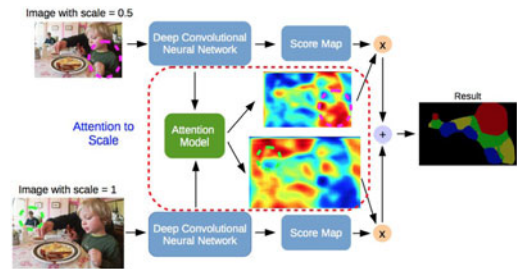 Image with scale = 0.5
Deep Convolutional
Neural Network
Score Map
x
Attention to
Scale
Attention
Model
Result
+
Image with scale = 1
Deep Convolutional
Neural Network
Score Map
x